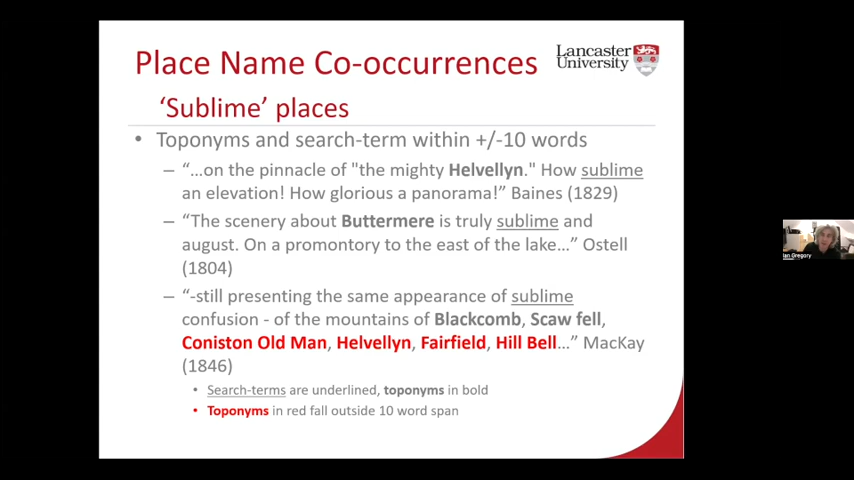 Place Name Co-occurrences
Lancaster
University
‘Sublime’ places
• Toponyms and search-term within +/-10 words
– “…on the pinnacle of "the mighty Helvellyn." How sublime
an elevation! How glorious a panorama!” Baines (1829)
– “The scenery about Buttermere is truly sublime and
august. On a promontory to the east of the lake…” Ostell
(1804)
– “-still presenting the same appearance of sublime
confusion - of the mountains of Blackcomb, Scaw fell,
Coniston Old Man, Helvellyn, Fairfield, Hill Bell…” MacKay
(1846)
• Search-terms are underlined, toponyms in bold
• Toponyms in red fall outside 10 word span
Ian Gregory